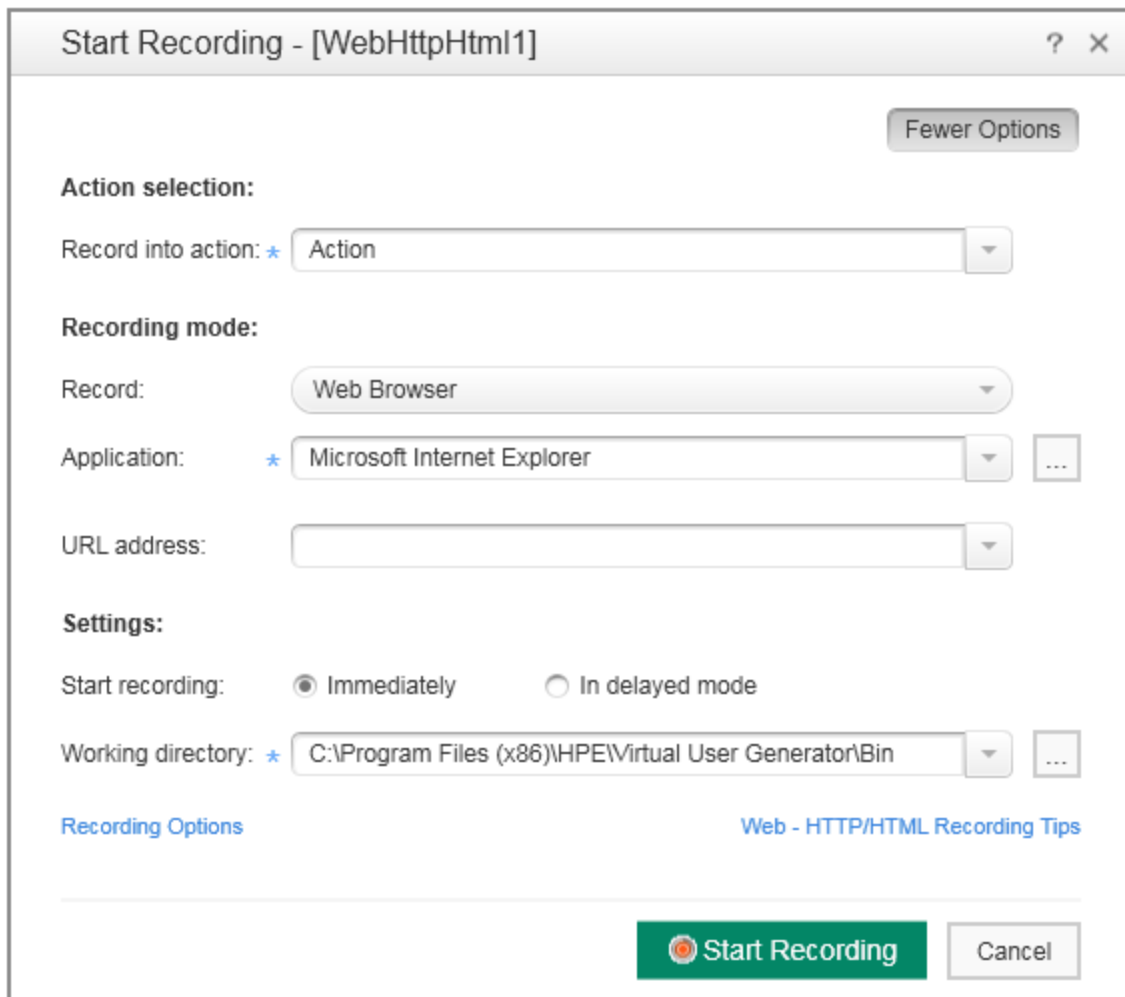 Start Recording - [WebHttpHtml1] ? ×
Fewer Options
Action selection:
Record into action: * Action
Recording mode:
Record: Web Browser
Application: * Microsoft Internet Explorer ...
URL address:
Settings:
Start recording: Immediately In delayed mode
Working directory: * C:\Program Files (x86)\HPE\Virtual User Generator\Bin ...
Recording Options Web - HTTP/HTML Recording Tips
Start Recording Cancel